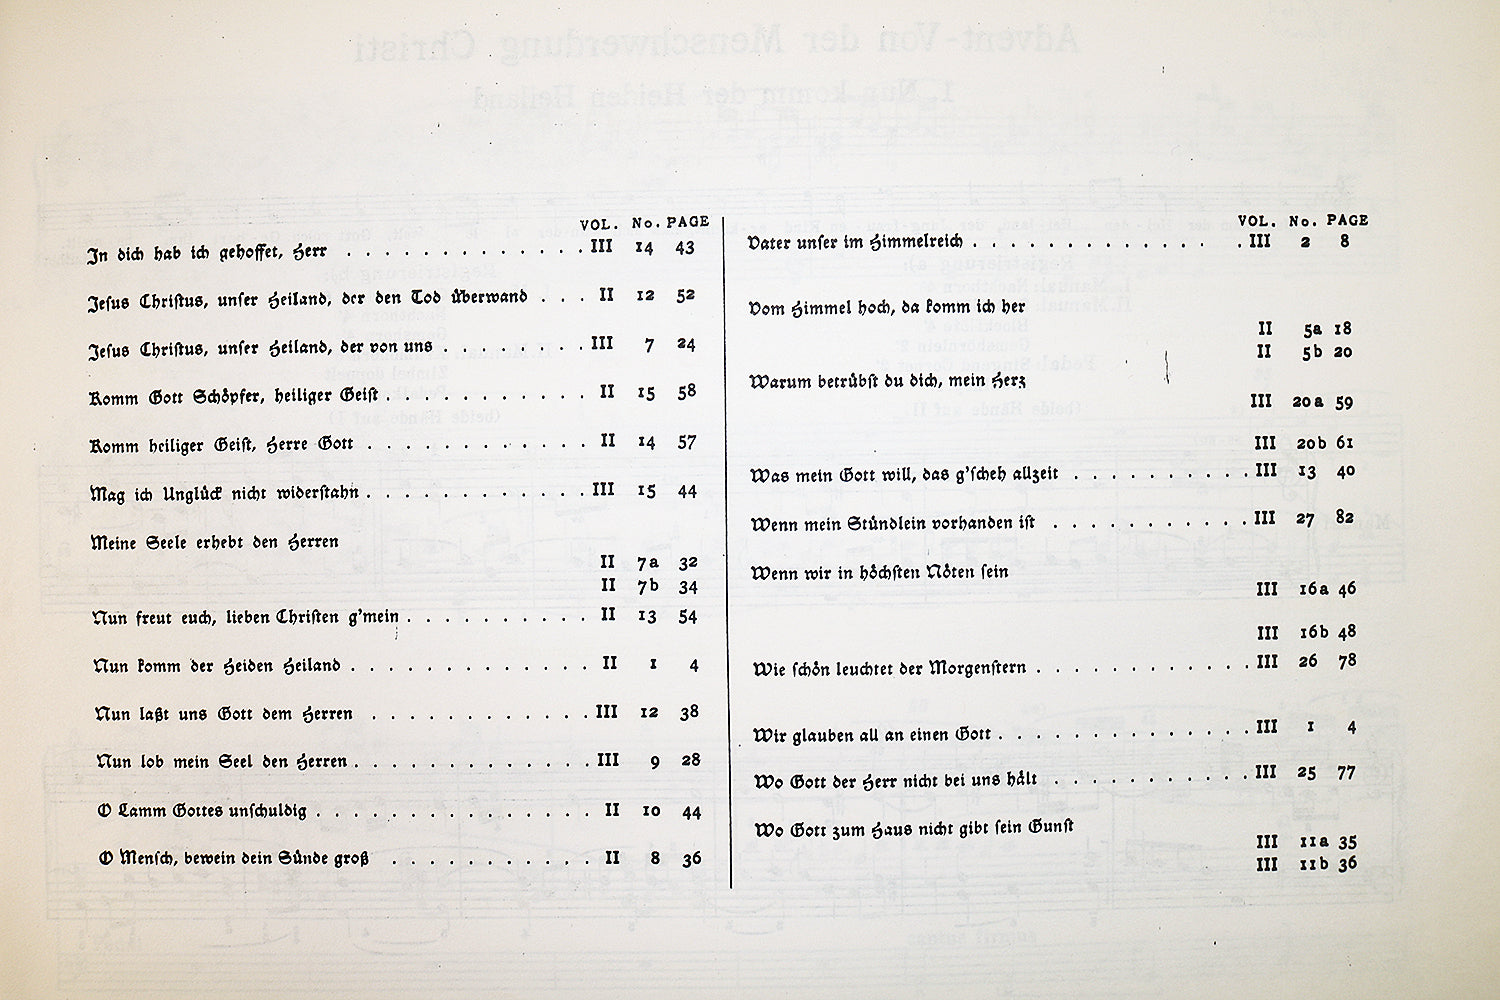 VOL. No. PAGE
In dich hab ich gehoffet, Herr . . . . . . . . . . . . . III 14 43
Jeſus Chriſtus, unſer Heiland, der den Tod überwand . . . II 12 52
Jeſus Chriſtus, unſer Heiland, der von uns . . . . . . . . III 7 24
Komm Gott Schöpfer, heiliger Geiſt . . . . . . . . . . . II 15 58
Komm heiliger Geiſt, Herre Gott . . . . . . . . . . . . II 14 57
Mag ich Unglück nicht widerſtahn . . . . . . . . . . . . III 15 44
Meine Seele erhebt den Herren
II 7a 32
II 7b 34
Nun freut euch, lieben Chriſten g'mein . . . . . . . . . . II 13 54
Nun komm der Heiden Heiland . . . . . . . . . . . . . II 1 4
Nun laßt uns Gott dem Herren . . . . . . . . . . . . III 12 38
Nun lob mein Seel den Herren . . . . . . . . . . . . . III 9 28
O Lamm Gottes unſchuldig . . . . . . . . . . . . . . . II 10 44
O Menſch, bewein dein Sünde groß . . . . . . . . . . . II 8 36
VOL. No. PAGE
Vater unſer im Himmelreich . . . . . . . . . . . . . . III 2 8
Vom Himmel hoch, da komm ich her
II 5a 18
II 5b 20
Warum betrübſt du dich, mein Herz
III 20a 59
III 20b 61
Was mein Gott will, das g'ſcheh allzeit . . . . . . . . . . III 13 40
Wenn mein Stündlein vorhanden iſt . . . . . . . . . . . III 27 82
Wenn wir in höchſten Nöten ſein
III 16a 46
III 16b 48
Wie ſchön leuchtet der Morgenſtern . . . . . . . . . . . . III 26 78
Wir glauben all an einen Gott . . . . . . . . . . . . . . III 1 4
Wo Gott der Herr nicht bei uns hält . . . . . . . . . . . III 25 77
Wo Gott zum Haus nicht gibt ſein Gunſt
III 11a 35
III 11b 36